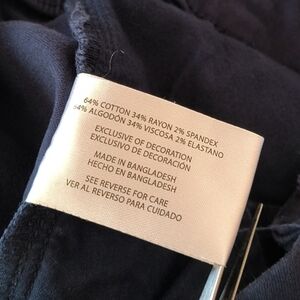 64% COTTON 34% RAYON 2% SPANDEX
64% ALGODÓN 34% VISCOSA 2% ELASTANO
EXCLUSIVE OF DECORATION
EXCLUSIVO DE DECORACIÓN
MADE IN BANGLADESH
HECHO EN BANGLADESH
SEE REVERSE FOR CARE
VER AL REVERSO PARA CUIDADO